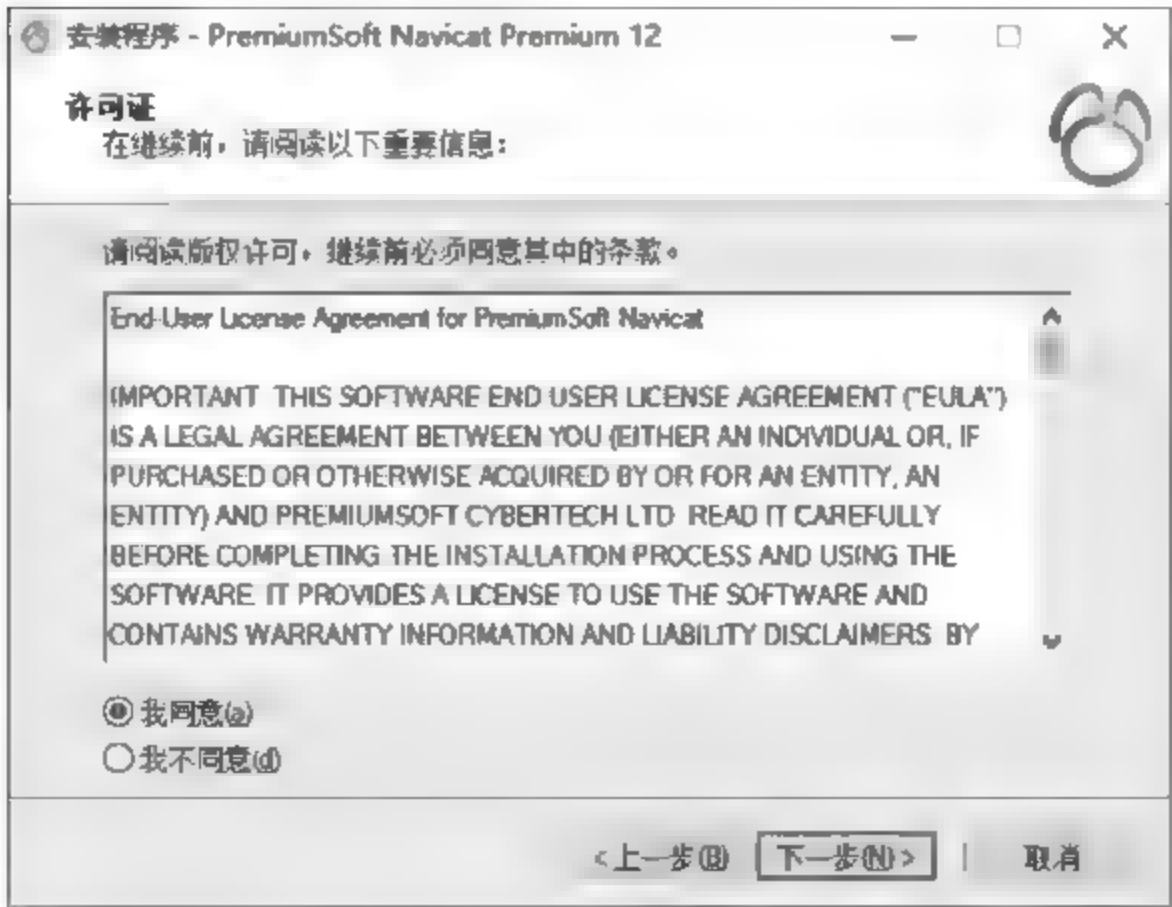 安装程序 - PremiumSoft Navicat Premium 12
许可证
在继续前，请阅读以下重要信息：
请阅读版权许可，继续前必须同意其中的条款。
End-User License Agreement for PremiumSoft Navicat
IMPORTANT THIS SOFTWARE END USER LICENSE AGREEMENT ("EULA")
IS A LEGAL AGREEMENT BETWEEN YOU (EITHER AN INDIVIDUAL OR, IF
PURCHASED OR OTHERWISE ACQUIRED BY OR FOR AN ENTITY, AN
ENTITY) AND PREMIUMSOFT CYBERTECH LTD READ IT CAREFULLY
BEFORE COMPLETING THE INSTALLATION PROCESS AND USING THE
SOFTWARE IT PROVIDES A LICENSE TO USE THE SOFTWARE AND
CONTAINS WARRANTY INFORMATION AND LIABILITY DISCLAIMERS BY
我同意(a)
我不同意(d)
<上一步(B) 下一步(N)> 取消